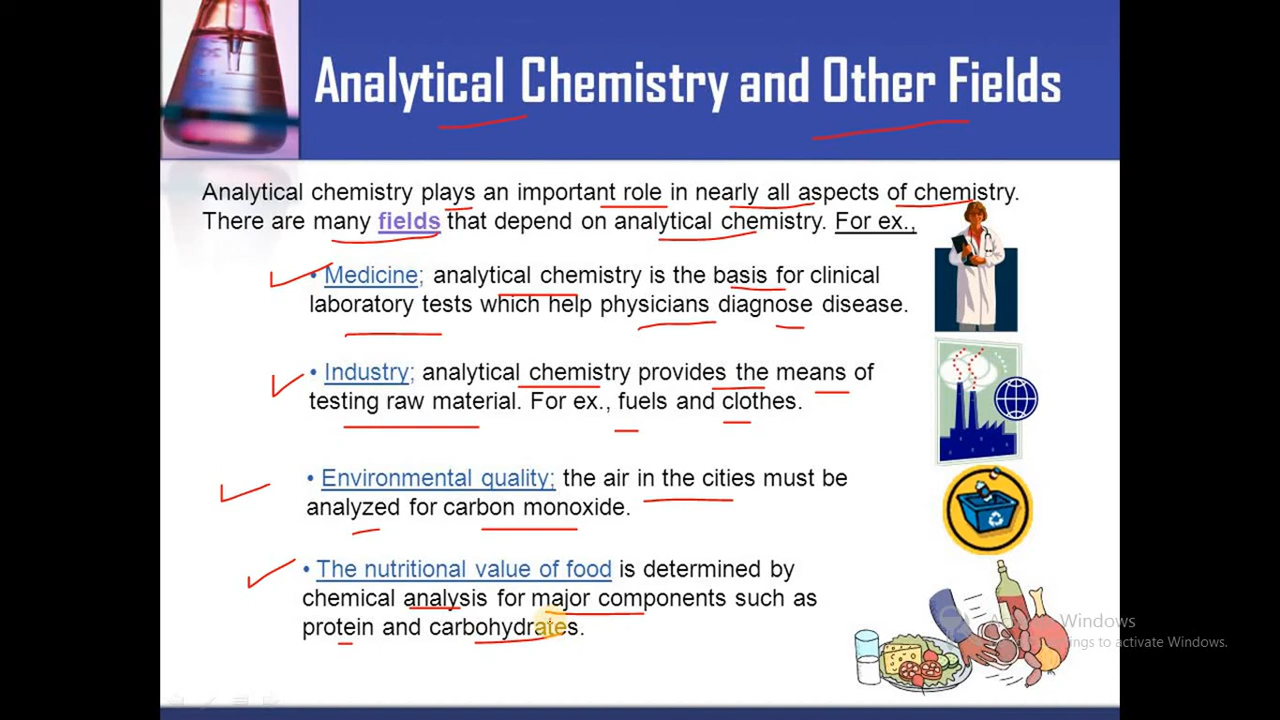 Analytical Chemistry and Other Fields
Analytical chemistry plays an important role in nearly all aspects of chemistry.
There are many fields that depend on analytical chemistry. For ex.,
• Medicine; analytical chemistry is the basis for clinical
laboratory tests which help physicians diagnose disease.
• Industry; analytical chemistry provides the means of
testing raw material. For ex., fuels and clothes.
• Environmental quality; the air in the cities must be
analyzed for carbon monoxide.
• The nutritional value of food is determined by
chemical analysis for major components such as
protein and carbohydrates.
Windows
to activate Windows.